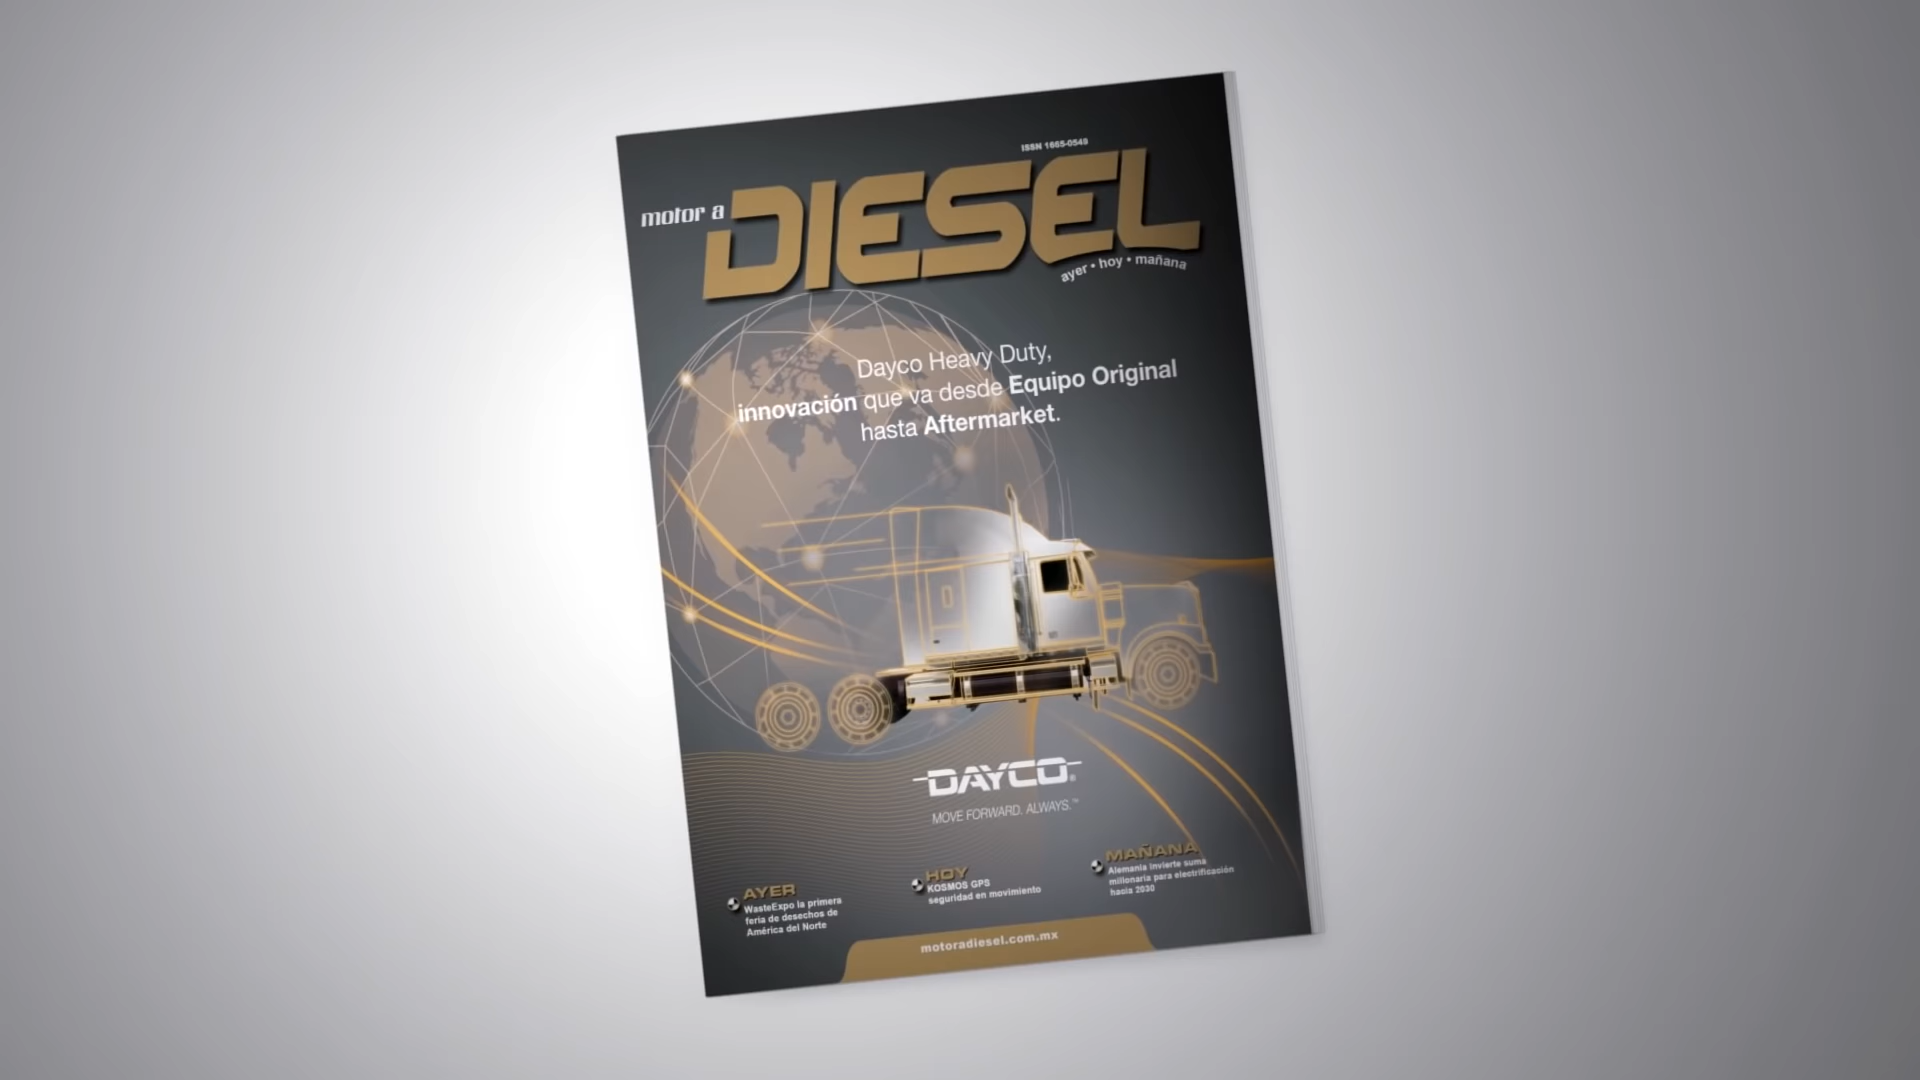 ISSN 1665-0549
motor a
DIESEL
ayer • hoy • mañana
Dayco Heavy Duty,
innovación que va desde Equipo Original
hasta Aftermarket.
DAYCO®
MOVE FORWARD. ALWAYS.™
AYER
WasteExpo la primera
feria de desechos de
América del Norte
HOY
KOSMOS GPS
seguridad en movimiento
MAÑANA
Alemania invierte suma
millonaria para electrificación
hacia 2030
motoradiesel.com.mx